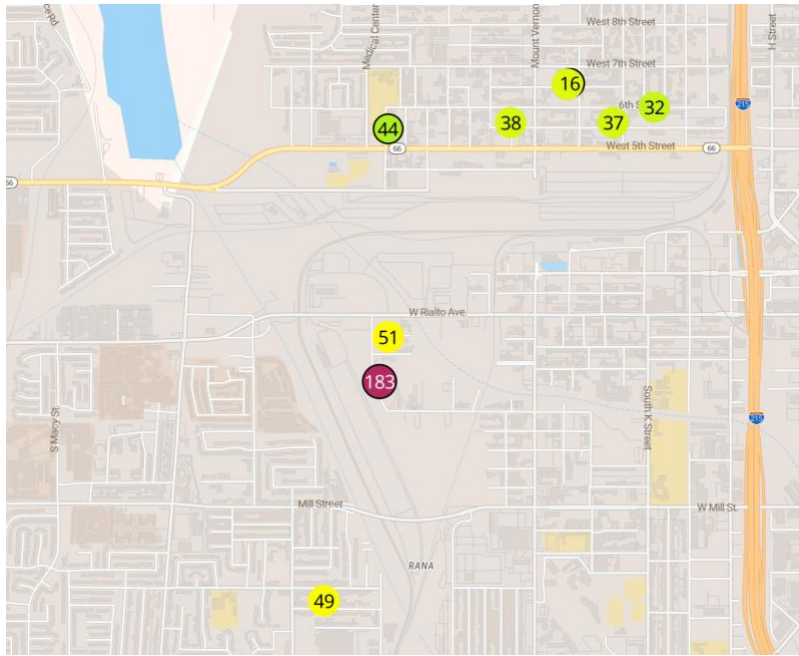 ce Rd.
Medical Center
Mount Vernon
West 8th Street
H Street
West 7th Street
16
6th S
32
215
44
38
37
66
West 5th Street
66
66
W Rialto Ave.
51
183
South K Street
215
S Macy St.
Mill Street
W Mill St.
RANA
49